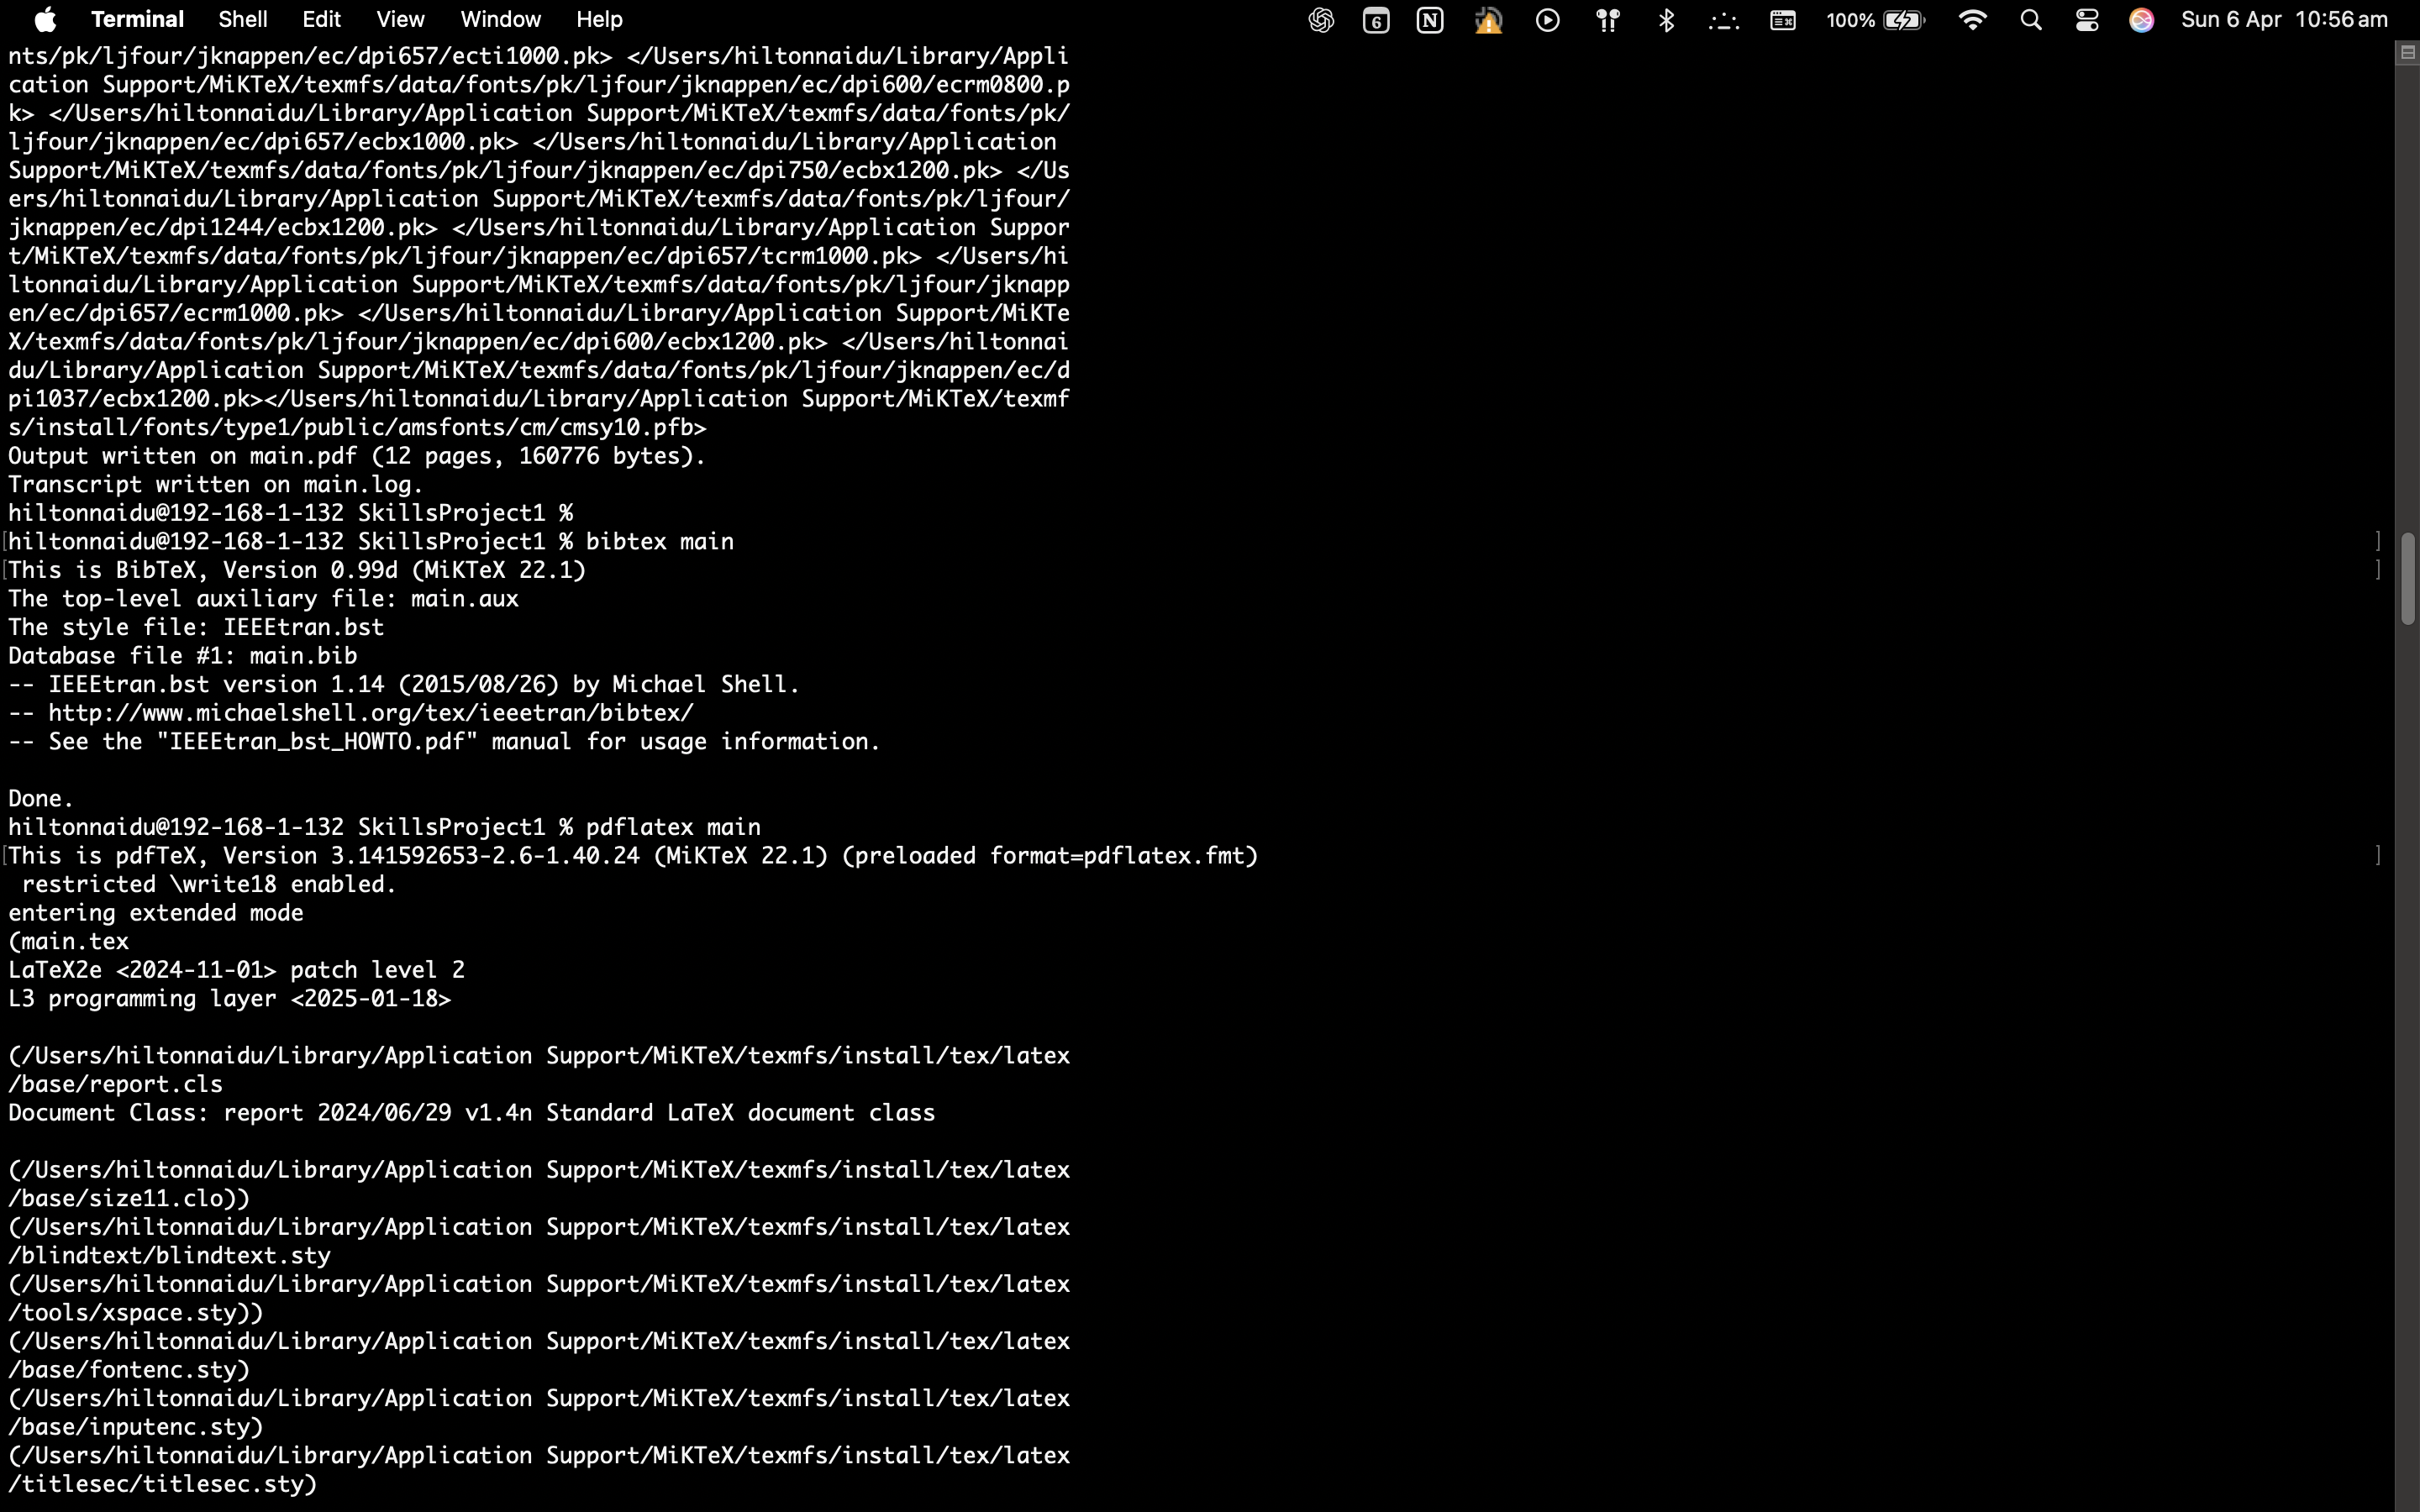 Terminal Shell Edit View Window Help 6 N 100% Sun 6 Apr 10:56 am
nts/pk/ljfour/jknappen/ec/dpi657/ecti1000.pk> </Users/hiltonnaidu/Library/Appli
cation Support/MiKTeX/texmfs/data/fonts/pk/ljfour/jknappen/ec/dpi600/ecrm0800.p
k> </Users/hiltonnaidu/Library/Application Support/MiKTeX/texmfs/data/fonts/pk/
ljfour/jknappen/ec/dpi657/ecbx1000.pk> </Users/hiltonnaidu/Library/Application
Support/MiKTeX/texmfs/data/fonts/pk/ljfour/jknappen/ec/dpi750/ecbx1200.pk> </Us
ers/hiltonnaidu/Library/Application Support/MiKTeX/texmfs/data/fonts/pk/ljfour/
jknappen/ec/dpi1244/ecbx1200.pk> </Users/hiltonnaidu/Library/Application Suppor
t/MiKTeX/texmfs/data/fonts/pk/ljfour/jknappen/ec/dpi657/tcrm1000.pk> </Users/hi
ltonnaidu/Library/Application Support/MiKTeX/texmfs/data/fonts/pk/ljfour/jknapp
en/ec/dpi657/ecrm1000.pk> </Users/hiltonnaidu/Library/Application Support/MiKTe
X/texmfs/data/fonts/pk/ljfour/jknappen/ec/dpi600/ecbx1200.pk> </Users/hiltonnai
du/Library/Application Support/MiKTeX/texmfs/data/fonts/pk/ljfour/jknappen/ec/d
pi1037/ecbx1200.pk></Users/hiltonnaidu/Library/Application Support/MiKTeX/texmf
s/install/fonts/type1/public/amsfonts/cm/cmsy10.pfb>
Output written on main.pdf (12 pages, 160776 bytes).
Transcript written on main.log.
hiltonnaidu@192-168-1-132 SkillsProject1 %
[hiltonnaidu@192-168-1-132 SkillsProject1 % bibtex main ]
[This is BibTeX, Version 0.99d (MiKTeX 22.1) ]
The top-level auxiliary file: main.aux
The style file: IEEEtran.bst
Database file #1: main.bib
-- IEEEtran.bst version 1.14 (2015/08/26) by Michael Shell.
-- http://www.michaelshell.org/tex/ieeetran/bibtex/
-- See the "IEEEtran_bst_HOWTO.pdf" manual for usage information.
Done.
hiltonnaidu@192-168-1-132 SkillsProject1 % pdflatex main
[This is pdfTeX, Version 3.141592653-2.6-1.40.24 (MiKTeX 22.1) (preloaded format=pdflatex.fmt) ]
restricted \write18 enabled.
entering extended mode
(main.tex
LaTeX2e <2024-11-01> patch level 2
L3 programming layer <2025-01-18>
(/Users/hiltonnaidu/Library/Application Support/MiKTeX/texmfs/install/tex/latex
/base/report.cls
Document Class: report 2024/06/29 v1.4n Standard LaTeX document class
(/Users/hiltonnaidu/Library/Application Support/MiKTeX/texmfs/install/tex/latex
/base/size11.clo))
(/Users/hiltonnaidu/Library/Application Support/MiKTeX/texmfs/install/tex/latex
/blindtext/blindtext.sty
(/Users/hiltonnaidu/Library/Application Support/MiKTeX/texmfs/install/tex/latex
/tools/xspace.sty))
(/Users/hiltonnaidu/Library/Application Support/MiKTeX/texmfs/install/tex/latex
/base/fontenc.sty)
(/Users/hiltonnaidu/Library/Application Support/MiKTeX/texmfs/install/tex/latex
/base/inputenc.sty)
(/Users/hiltonnaidu/Library/Application Support/MiKTeX/texmfs/install/tex/latex
/titlesec/titlesec.sty)